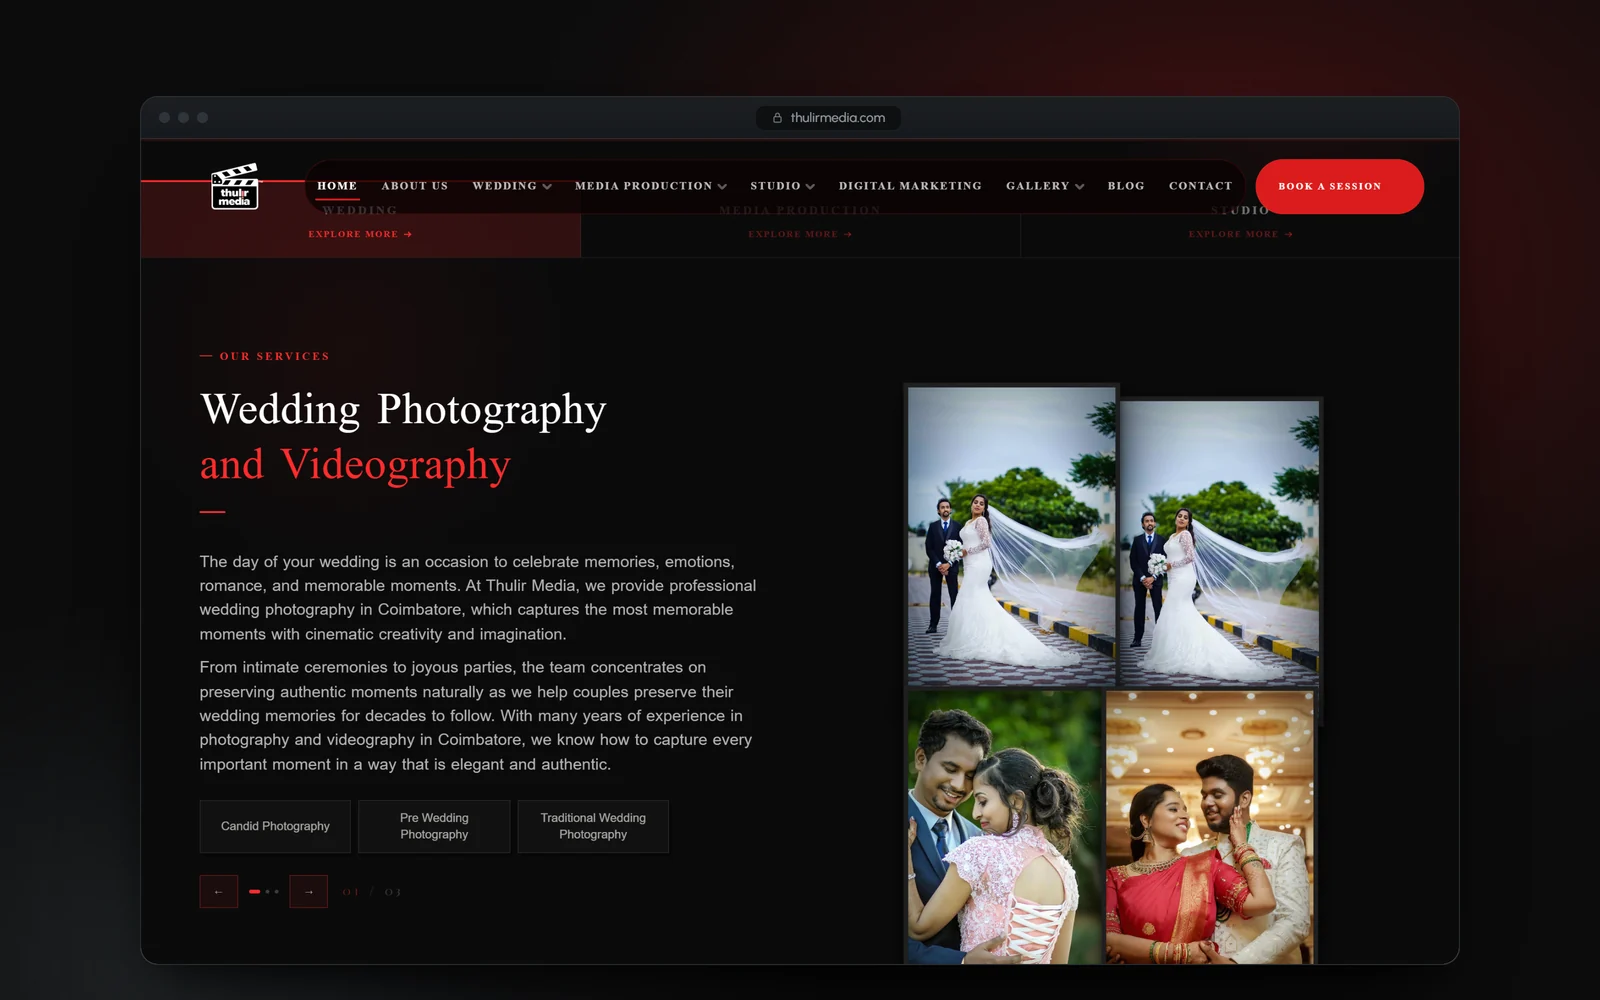 thulirmedia.com
thulir
media
HOME
ABOUT US
WEDDING
MEDIA PRODUCTION
STUDIO
DIGITAL MARKETING
GALLERY
BLOG
CONTACT
BOOK A SESSION
WEDDING
MEDIA PRODUCTION
STUDIO
EXPLORE MORE →
EXPLORE MORE →
EXPLORE MORE →
— OUR SERVICES
Wedding Photography
and Videography
The day of your wedding is an occasion to celebrate memories, emotions,
romance, and memorable moments. At Thulir Media, we provide professional
wedding photography in Coimbatore, which captures the most memorable
moments with cinematic creativity and imagination.
From intimate ceremonies to joyous parties, the team concentrates on
preserving authentic moments naturally as we help couples preserve their
wedding memories for decades to follow. With many years of experience in
photography and videography in Coimbatore, we know how to capture every
important moment in a way that is elegant and authentic.
Candid Photography
Pre Wedding
Photography
Traditional Wedding
Photography
← → 01 / 03